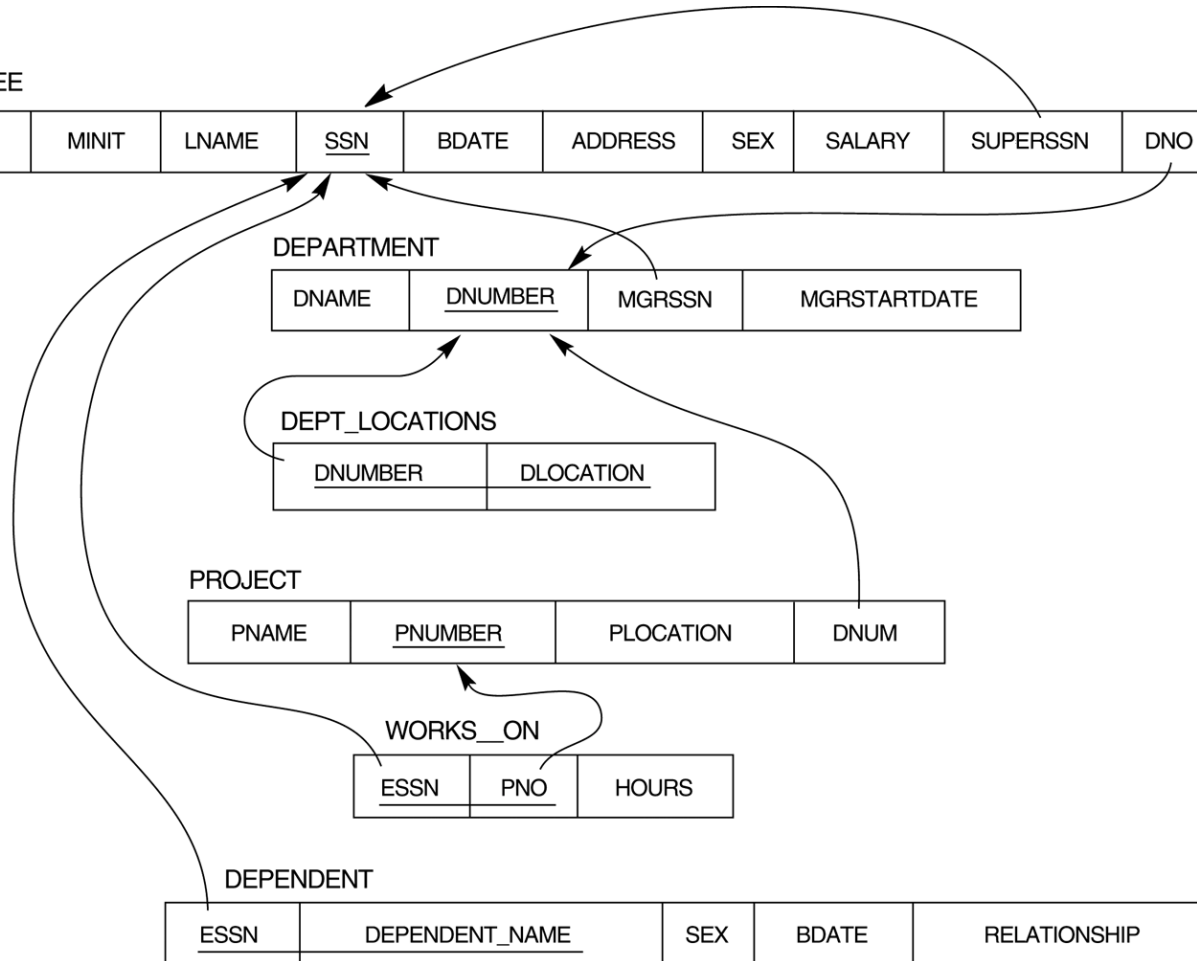 EE
MINIT LNAME SSN BDATE ADDRESS SEX SALARY SUPERSSN DNO
DEPARTMENT
DNAME DNUMBER MGRSSN MGRSTARTDATE
DEPT_LOCATIONS
DNUMBER DLOCATION
PROJECT
PNAME PNUMBER PLOCATION DNUM
WORKS__ON
ESSN PNO HOURS
DEPENDENT
ESSN DEPENDENT_NAME SEX BDATE RELATIONSHIP